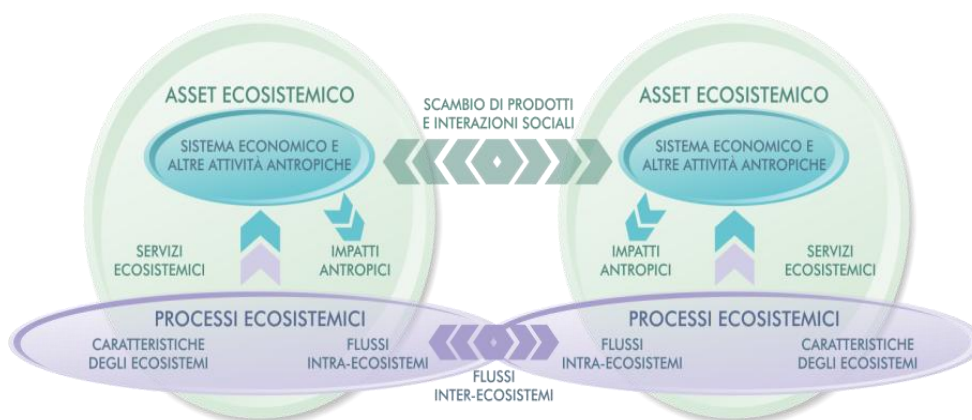 ASSET ECOSISTEMICO
SISTEMA ECONOMICO E
ALTRE ATTIVITÀ ANTROPICHE
SERVIZI
ECOSISTEMICI
IMPATTI
ANTROPICI
PROCESSI ECOSISTEMICI
CARATTERISTICHE
DEGLI ECOSISTEMI
FLUSSI
INTRA-ECOSISTEMI
SCAMBIO DI PRODOTTI
E INTERAZIONI SOCIALI
FLUSSI
INTER-ECOSISTEMI
ASSET ECOSISTEMICO
SISTEMA ECONOMICO E
ALTRE ATTIVITÀ ANTROPICHE
IMPATTI
ANTROPICI
SERVIZI
ECOSISTEMICI
PROCESSI ECOSISTEMICI
FLUSSI
INTRA-ECOSISTEMI
CARATTERISTICHE
DEGLI ECOSISTEMI